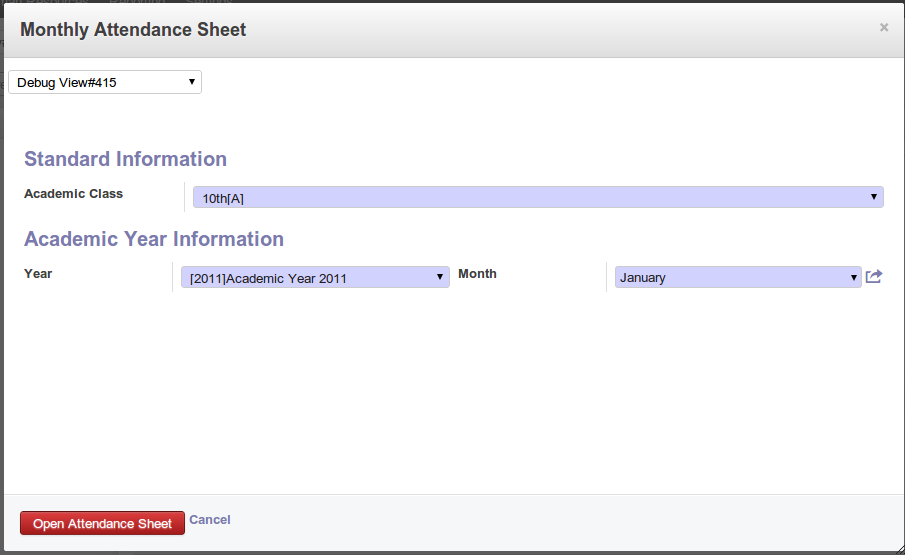 Monthly Attendance Sheet ×
Debug View#415
Standard Information
Academic Class 10th[A]
Academic Year Information
Year [2011]Academic Year 2011 Month January
Open Attendance Sheet Cancel